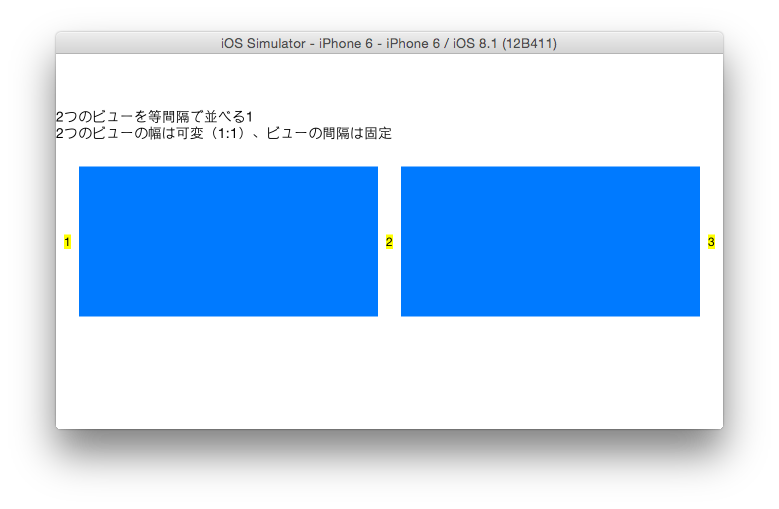 iOS Simulator - iPhone 6 - iPhone 6 / iOS 8.1 (12B411)
2つのビューを等間隔で並べる1
2つのビューの幅は可変（1:1）、ビューの間隔は固定
1
2
3